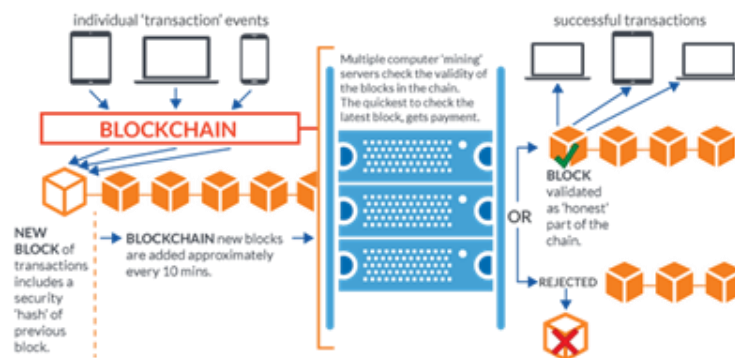 individual 'transaction' events
BLOCKCHAIN
NEW
BLOCK of
transactions
includes a
security
'hash' of
previous
block.
BLOCKCHAIN new blocks
are added approximately
every 10 mins.
Multiple computer 'mining'
servers check the validity of
the blocks in the chain.
The quickest to check the
latest block, gets payment.
successful transactions
OR
BLOCK
validated
as 'honest'
part of the
chain.
REJECTED